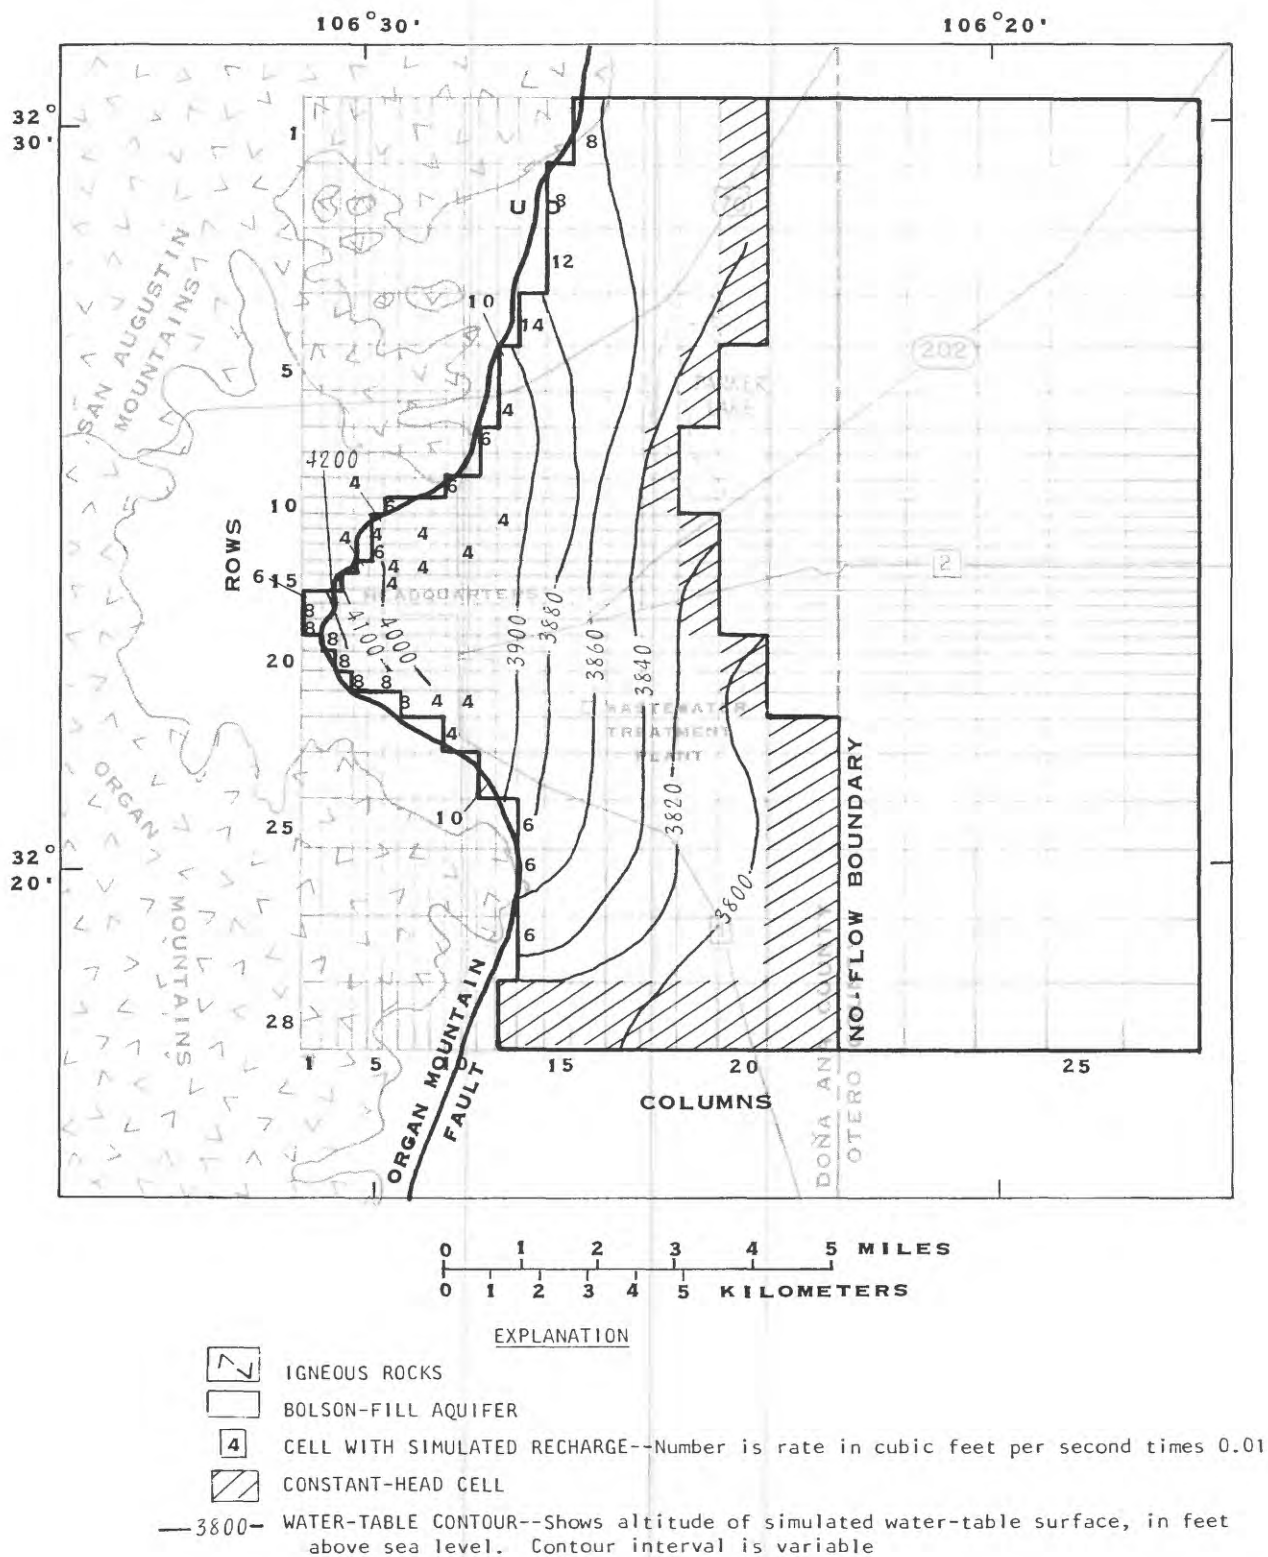 106°30' 106°20'
32°
30'
1
8
U D
8
12
10
14
SAN AUGUSTIN
MOUNTAINS
202
5
PARKER
LAKE
4
6
4200
4
6
10
6
4
ROWS
4 4 4
6
4
4 4
4
2
6 15
HEADQUARTERS
8
8
8
4100
4000
3900
3880
3860
3840
20
8
8 8
8
4 4
4
WASTEWATER
TREATMENT
PLANT
3820
10
25
6
6
6
3800
32°
20'
ORGAN
MOUNTAINS
ORGAN MOUNTAIN
FAULT
NO-FLOW BOUNDARY
DOÑA ANA COUNTY
OTERO COUNTY
28
1 5 10 15 20 25
COLUMNS
0 1 2 3 4 5 MILES
0 1 2 3 4 5 KILOMETERS
EXPLANATION
IGNEOUS ROCKS
BOLSON-FILL AQUIFER
4 CELL WITH SIMULATED RECHARGE--Number is rate in cubic feet per second times 0.01
CONSTANT-HEAD CELL
—3800— WATER-TABLE CONTOUR--Shows altitude of simulated water-table surface, in feet
above sea level. Contour interval is variable